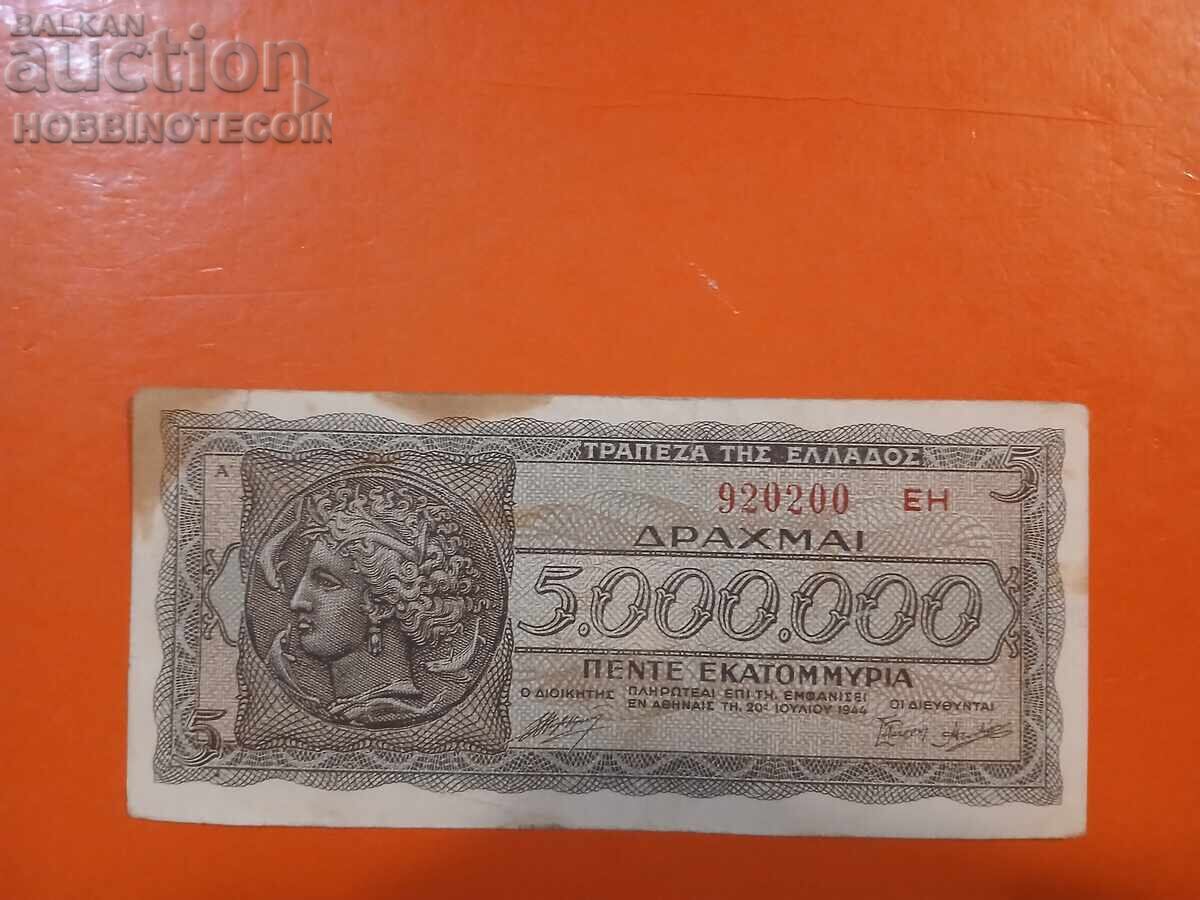 BALKAN
auction
HOBBINOTECOIN
ΤΡΑΠΕΖΑ ΤΗΣ ΕΛΛΑΔΟΣ
5
Α
920200 ΕΗ
ΔΡΑΧΜΑΙ
5.000.000
ΠΕΝΤΕ ΕΚΑΤΟΜΜΥΡΙΑ
Ο ΔΙΟΙΚΗΤΗΣ ΠΛΗΡΩΤΕΑΙ ΕΠΙ ΤΗ, ΕΜΦΑΝΙΣΕΙ ΟΙ ΔΙΕΥΘΥΝΤΑΙ
ΕΝ ΑΘΗΝΑΙΣ ΤΗ, 20ῌ ΙΟΥΛΙΟΥ 1944
5